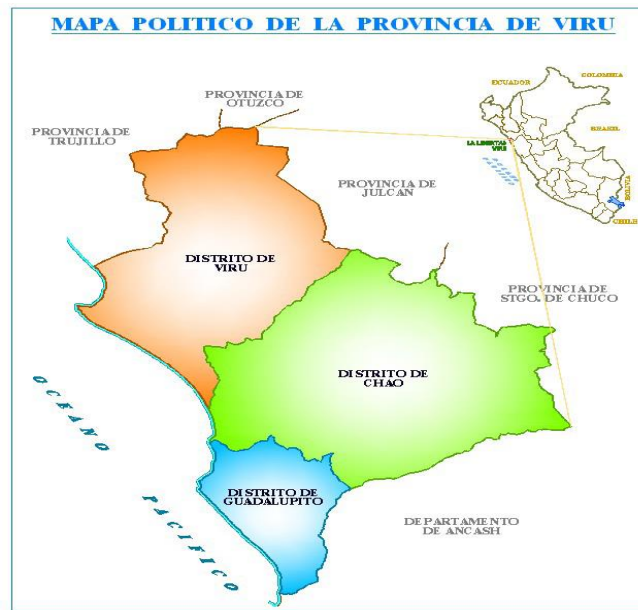 MAPA POLITICO DE LA PROVINCIA DE VIRU
ECUADOR
COLOMBIA
BRASIL
LA LIBERTAD
VIRU
BOLIVIA
CHILE
PROVINCIA DE
OTUZCO
PROVINCIA DE
TRUJILLO
PROVINCIA DE
JULCAN
DISTRITO DE
VIRU
PROVINCIA DE
STGO. DE CHUCO
DISTRITO DE
CHAO
OCEANO
PACIFICO
DISTRITO DE
GUADALUPITO
DEPARTAMENTO
DE ANCASH